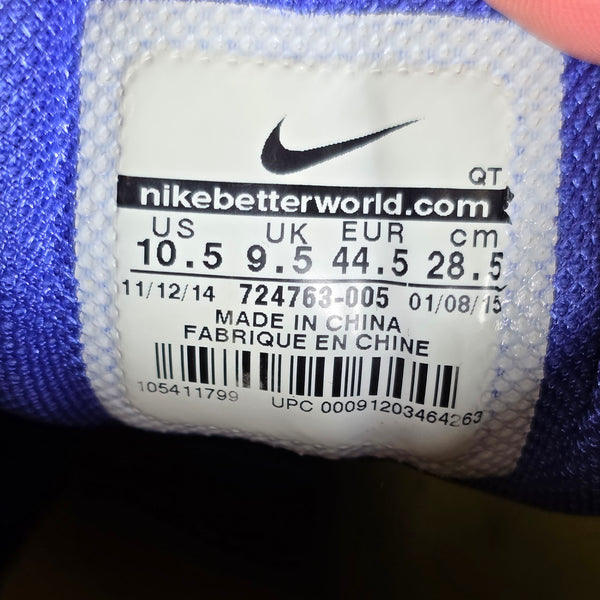 QT
nikebetterworld.com
US UK EUR cm
10.5 9.5 44.5 28.5
11/12/14 724763-005 01/08/15
MADE IN CHINA
FABRIQUE EN CHINE
105411799 UPC 00091203464263